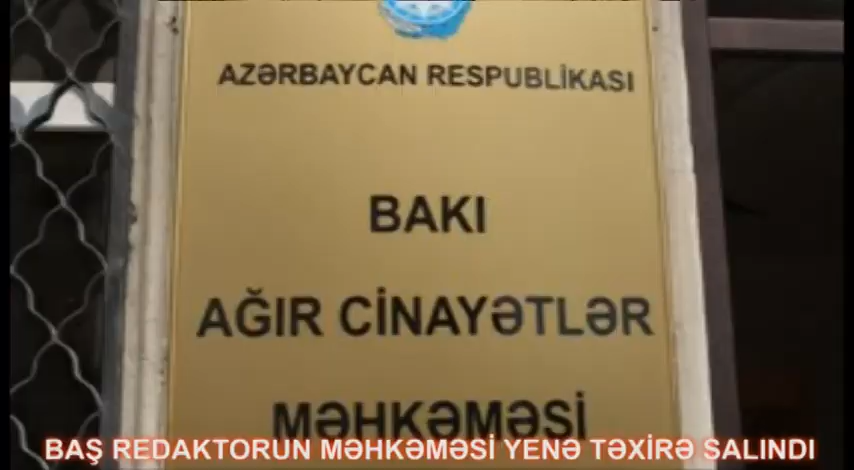 AZƏRBAYCAN RESPUBLİKASI
BAKI
AĞIR CİNAYƏTLƏR
MƏHKƏMƏSİ
BAŞ REDAKTORUN MƏHKƏMƏSİ YENƏ TƏXİRƏ SALINDI